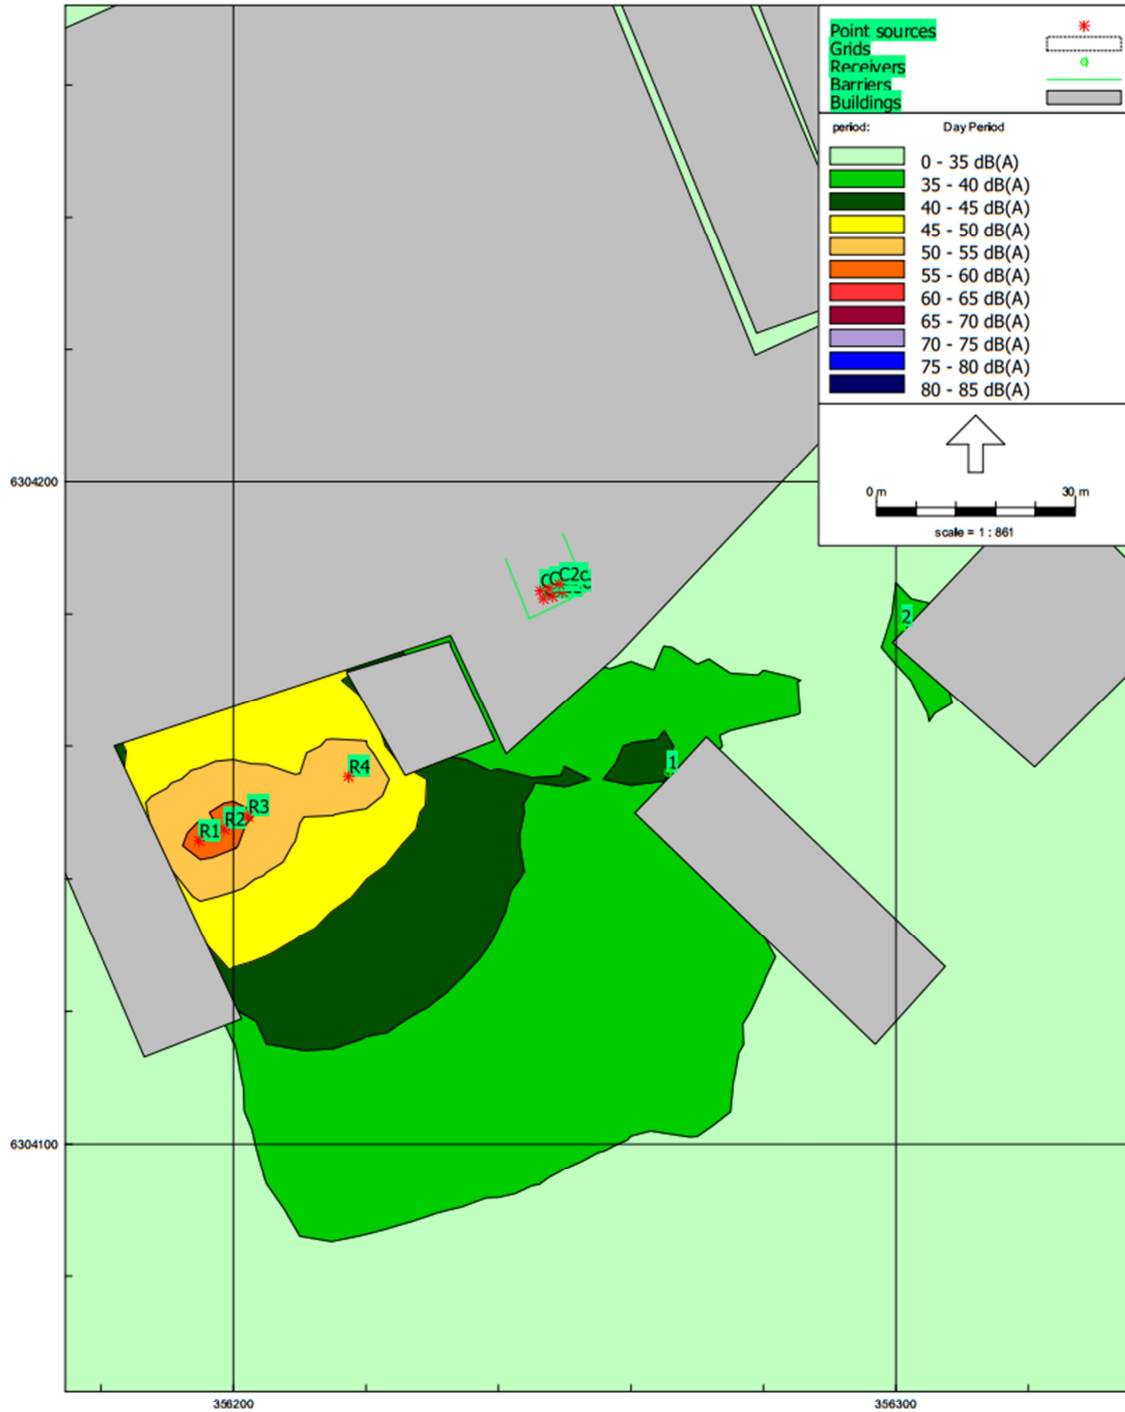 Point sources
Grids
Receivers
Barriers
Buildings
period: Day Period
0 - 35 dB(A)
35 - 40 dB(A)
40 - 45 dB(A)
45 - 50 dB(A)
50 - 55 dB(A)
55 - 60 dB(A)
60 - 65 dB(A)
65 - 70 dB(A)
70 - 75 dB(A)
75 - 80 dB(A)
80 - 85 dB(A)
0 m 30 m
scale = 1 : 861
6304200
C2c
2
1
R4
R3
R2
R1
6304100
356200 356300